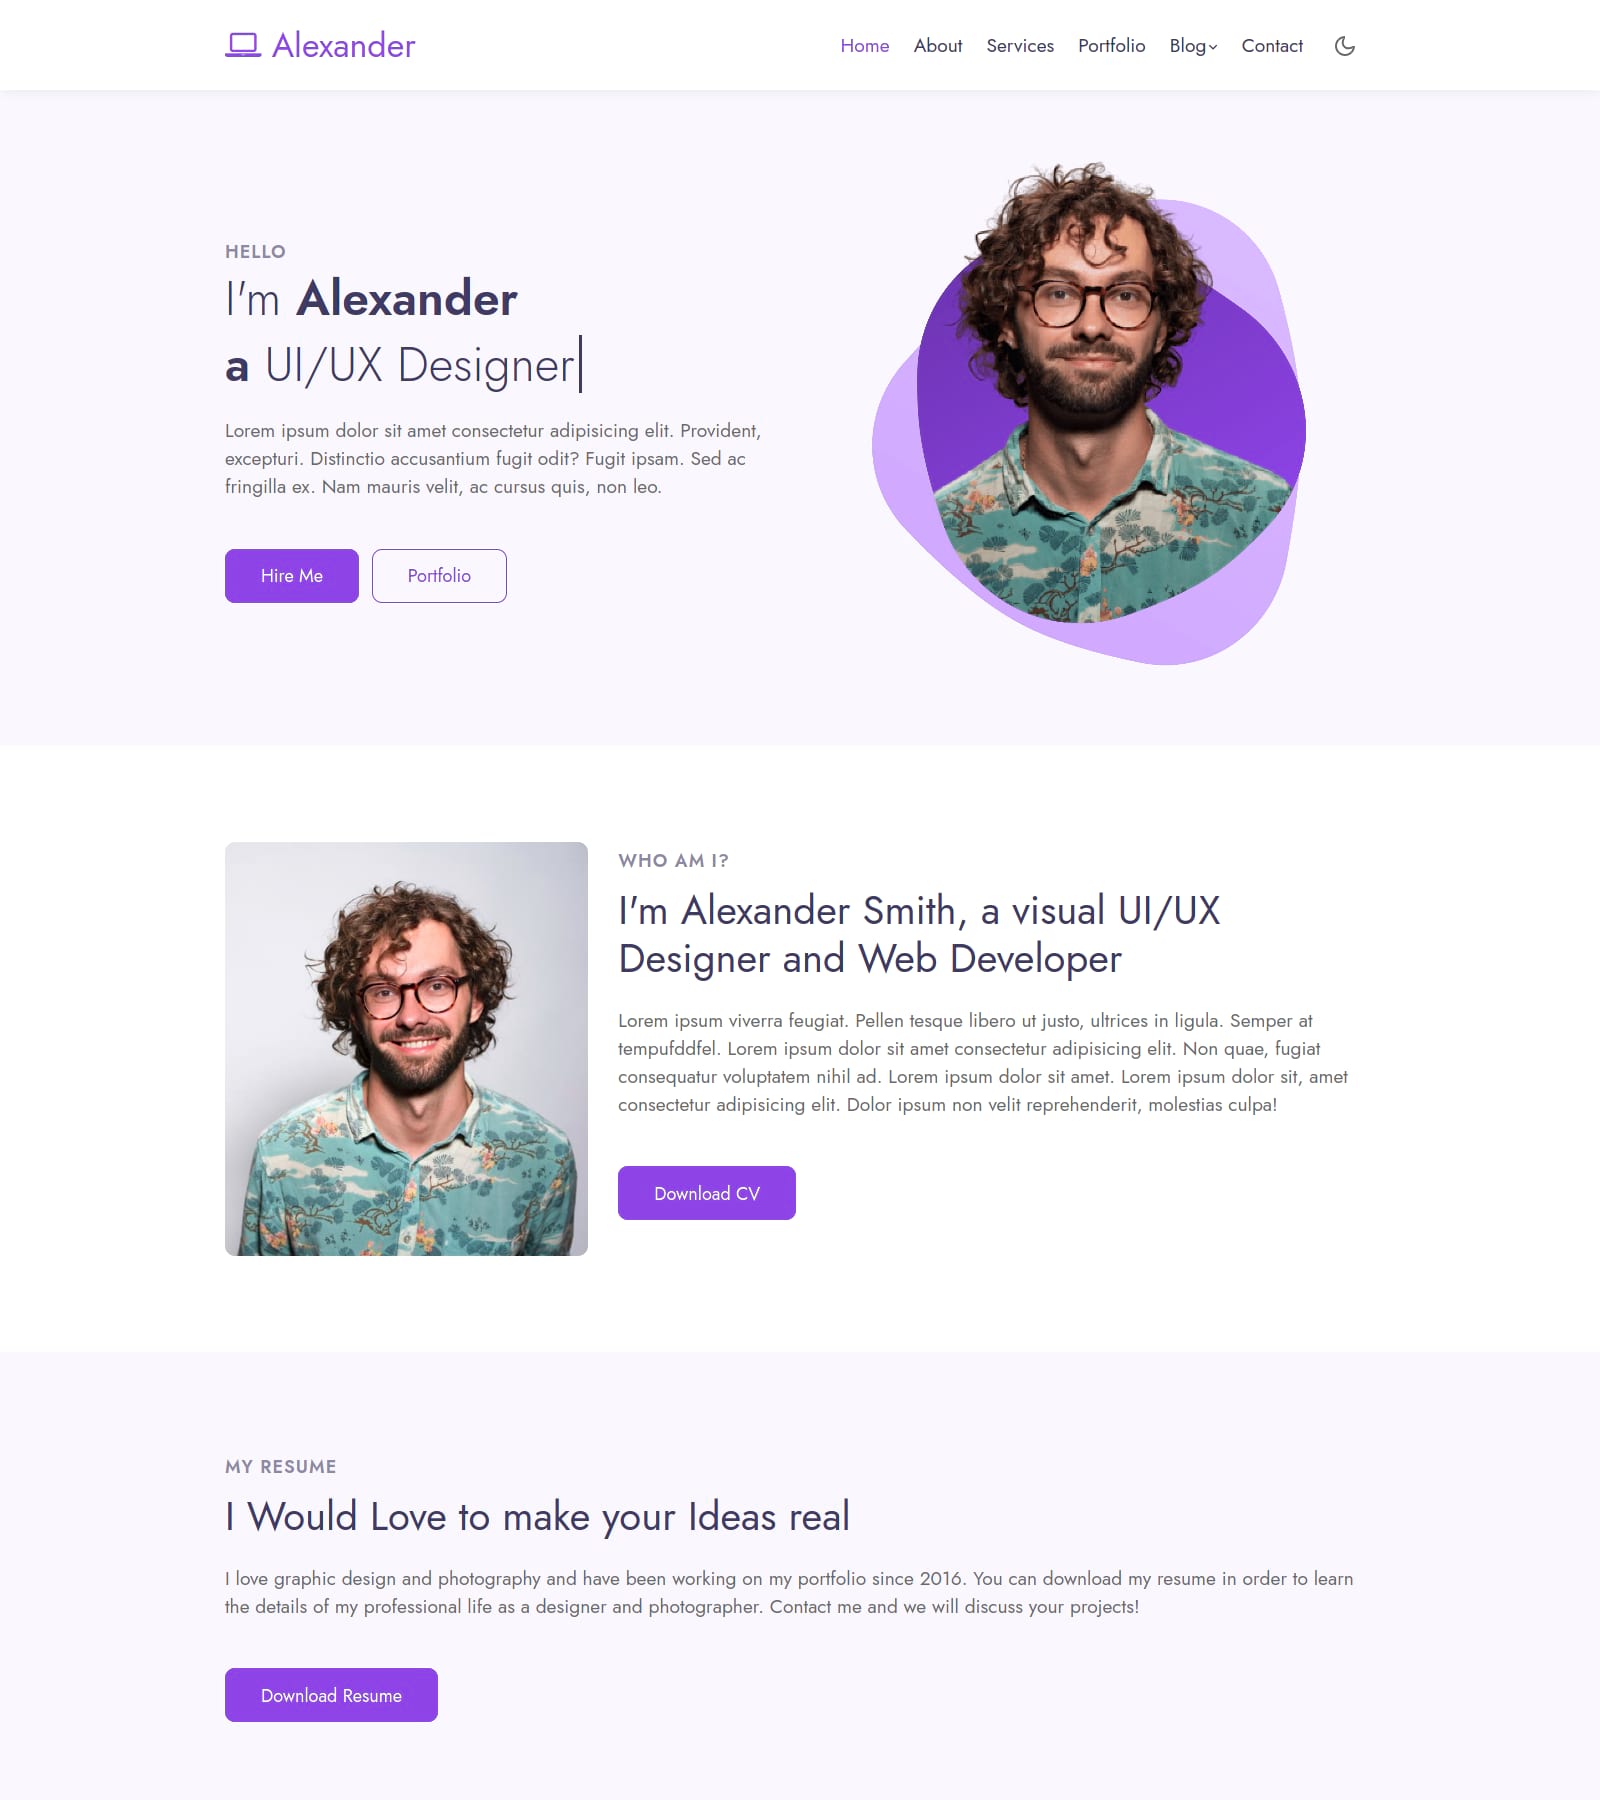 Alexander
Home About Services Portfolio Blog Contact
HELLO
I'm Alexander
a UI/UX Designer
Lorem ipsum dolor sit amet consectetur adipisicing elit. Provident,
excepturi. Distinctio accusantium fugit odit? Fugit ipsam. Sed ac
fringilla ex. Nam mauris velit, ac cursus quis, non leo.
Hire Me Portfolio
WHO AM I?
I'm Alexander Smith, a visual UI/UX
Designer and Web Developer
Lorem ipsum viverra feugiat. Pellen tesque libero ut justo, ultrices in ligula. Semper at
tempufddfel. Lorem ipsum dolor sit amet consectetur adipisicing elit. Non quae, fugiat
consequatur voluptatem nihil ad. Lorem ipsum dolor sit amet. Lorem ipsum dolor sit, amet
consectetur adipisicing elit. Dolor ipsum non velit reprehenderit, molestias culpa!
Download CV
MY RESUME
I Would Love to make your Ideas real
I love graphic design and photography and have been working on my portfolio since 2016. You can download my resume in order to learn
the details of my professional life as a designer and photographer. Contact me and we will discuss your projects!
Download Resume